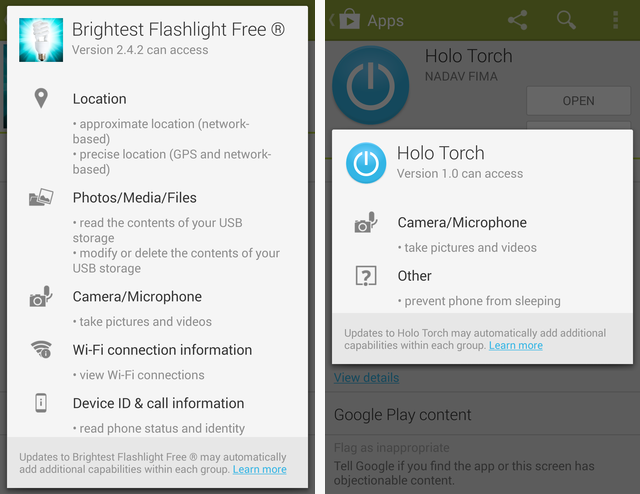 Brightest Flashlight Free ®
Version 2.4.2 can access
Location
• approximate location (network-
based)
• precise location (GPS and network-
based)
Photos/Media/Files
• read the contents of your USB
storage
• modify or delete the contents of your
USB storage
Camera/Microphone
• take pictures and videos
Wi-Fi connection information
• view Wi-Fi connections
Device ID & call information
• read phone status and identity
Updates to Brightest Flashlight Free ® may automatically
add additional capabilities within each group. Learn more
Apps
Holo Torch
NADAV FIMA
OPEN
Holo Torch
Version 1.0 can access
Camera/Microphone
• take pictures and videos
Other
• prevent phone from sleeping
Updates to Holo Torch may automatically add additional
capabilities within each group. Learn more
View details
Google Play content
Flag as inappropriate
Tell Google if you find the app or this screen has
objectionable content.